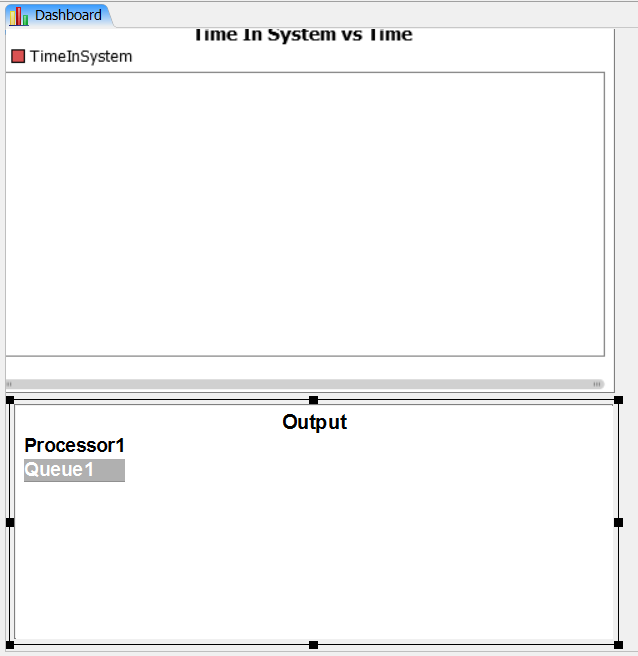 Dashboard
Time In System vs Time
TimeInSystem
Output
Processor1
Queue1